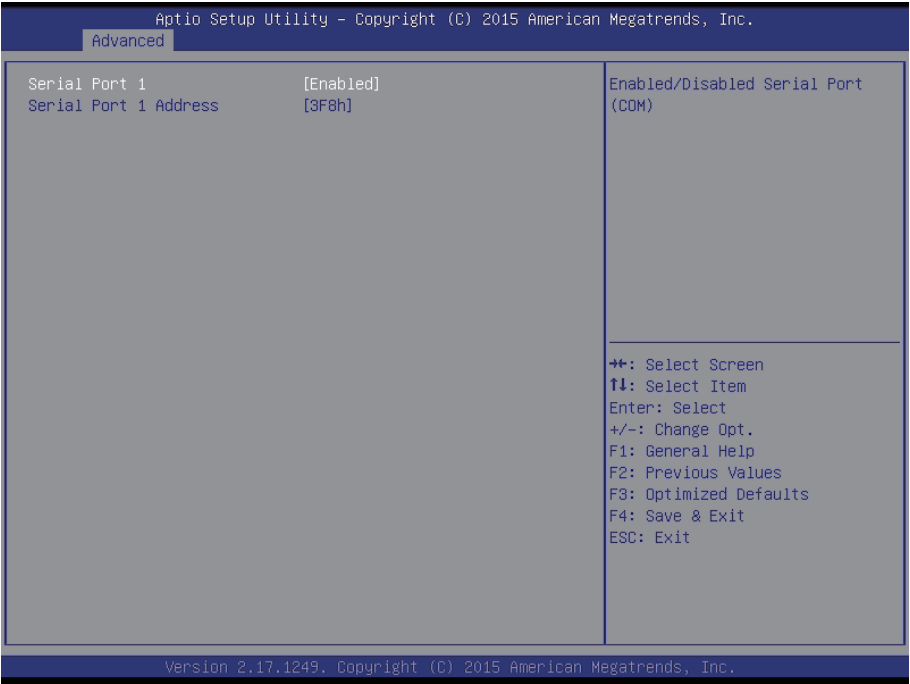 Aptio Setup Utility – Copyright (C) 2015 American Megatrends, Inc.
Advanced
Serial Port 1 [Enabled]
Serial Port 1 Address [3F8h]
Enabled/Disabled Serial Port
(COM)
→←: Select Screen
↑↓: Select Item
Enter: Select
+/-: Change Opt.
F1: General Help
F2: Previous Values
F3: Optimized Defaults
F4: Save & Exit
ESC: Exit
Version 2.17.1249. Copyright (C) 2015 American Megatrends, Inc.